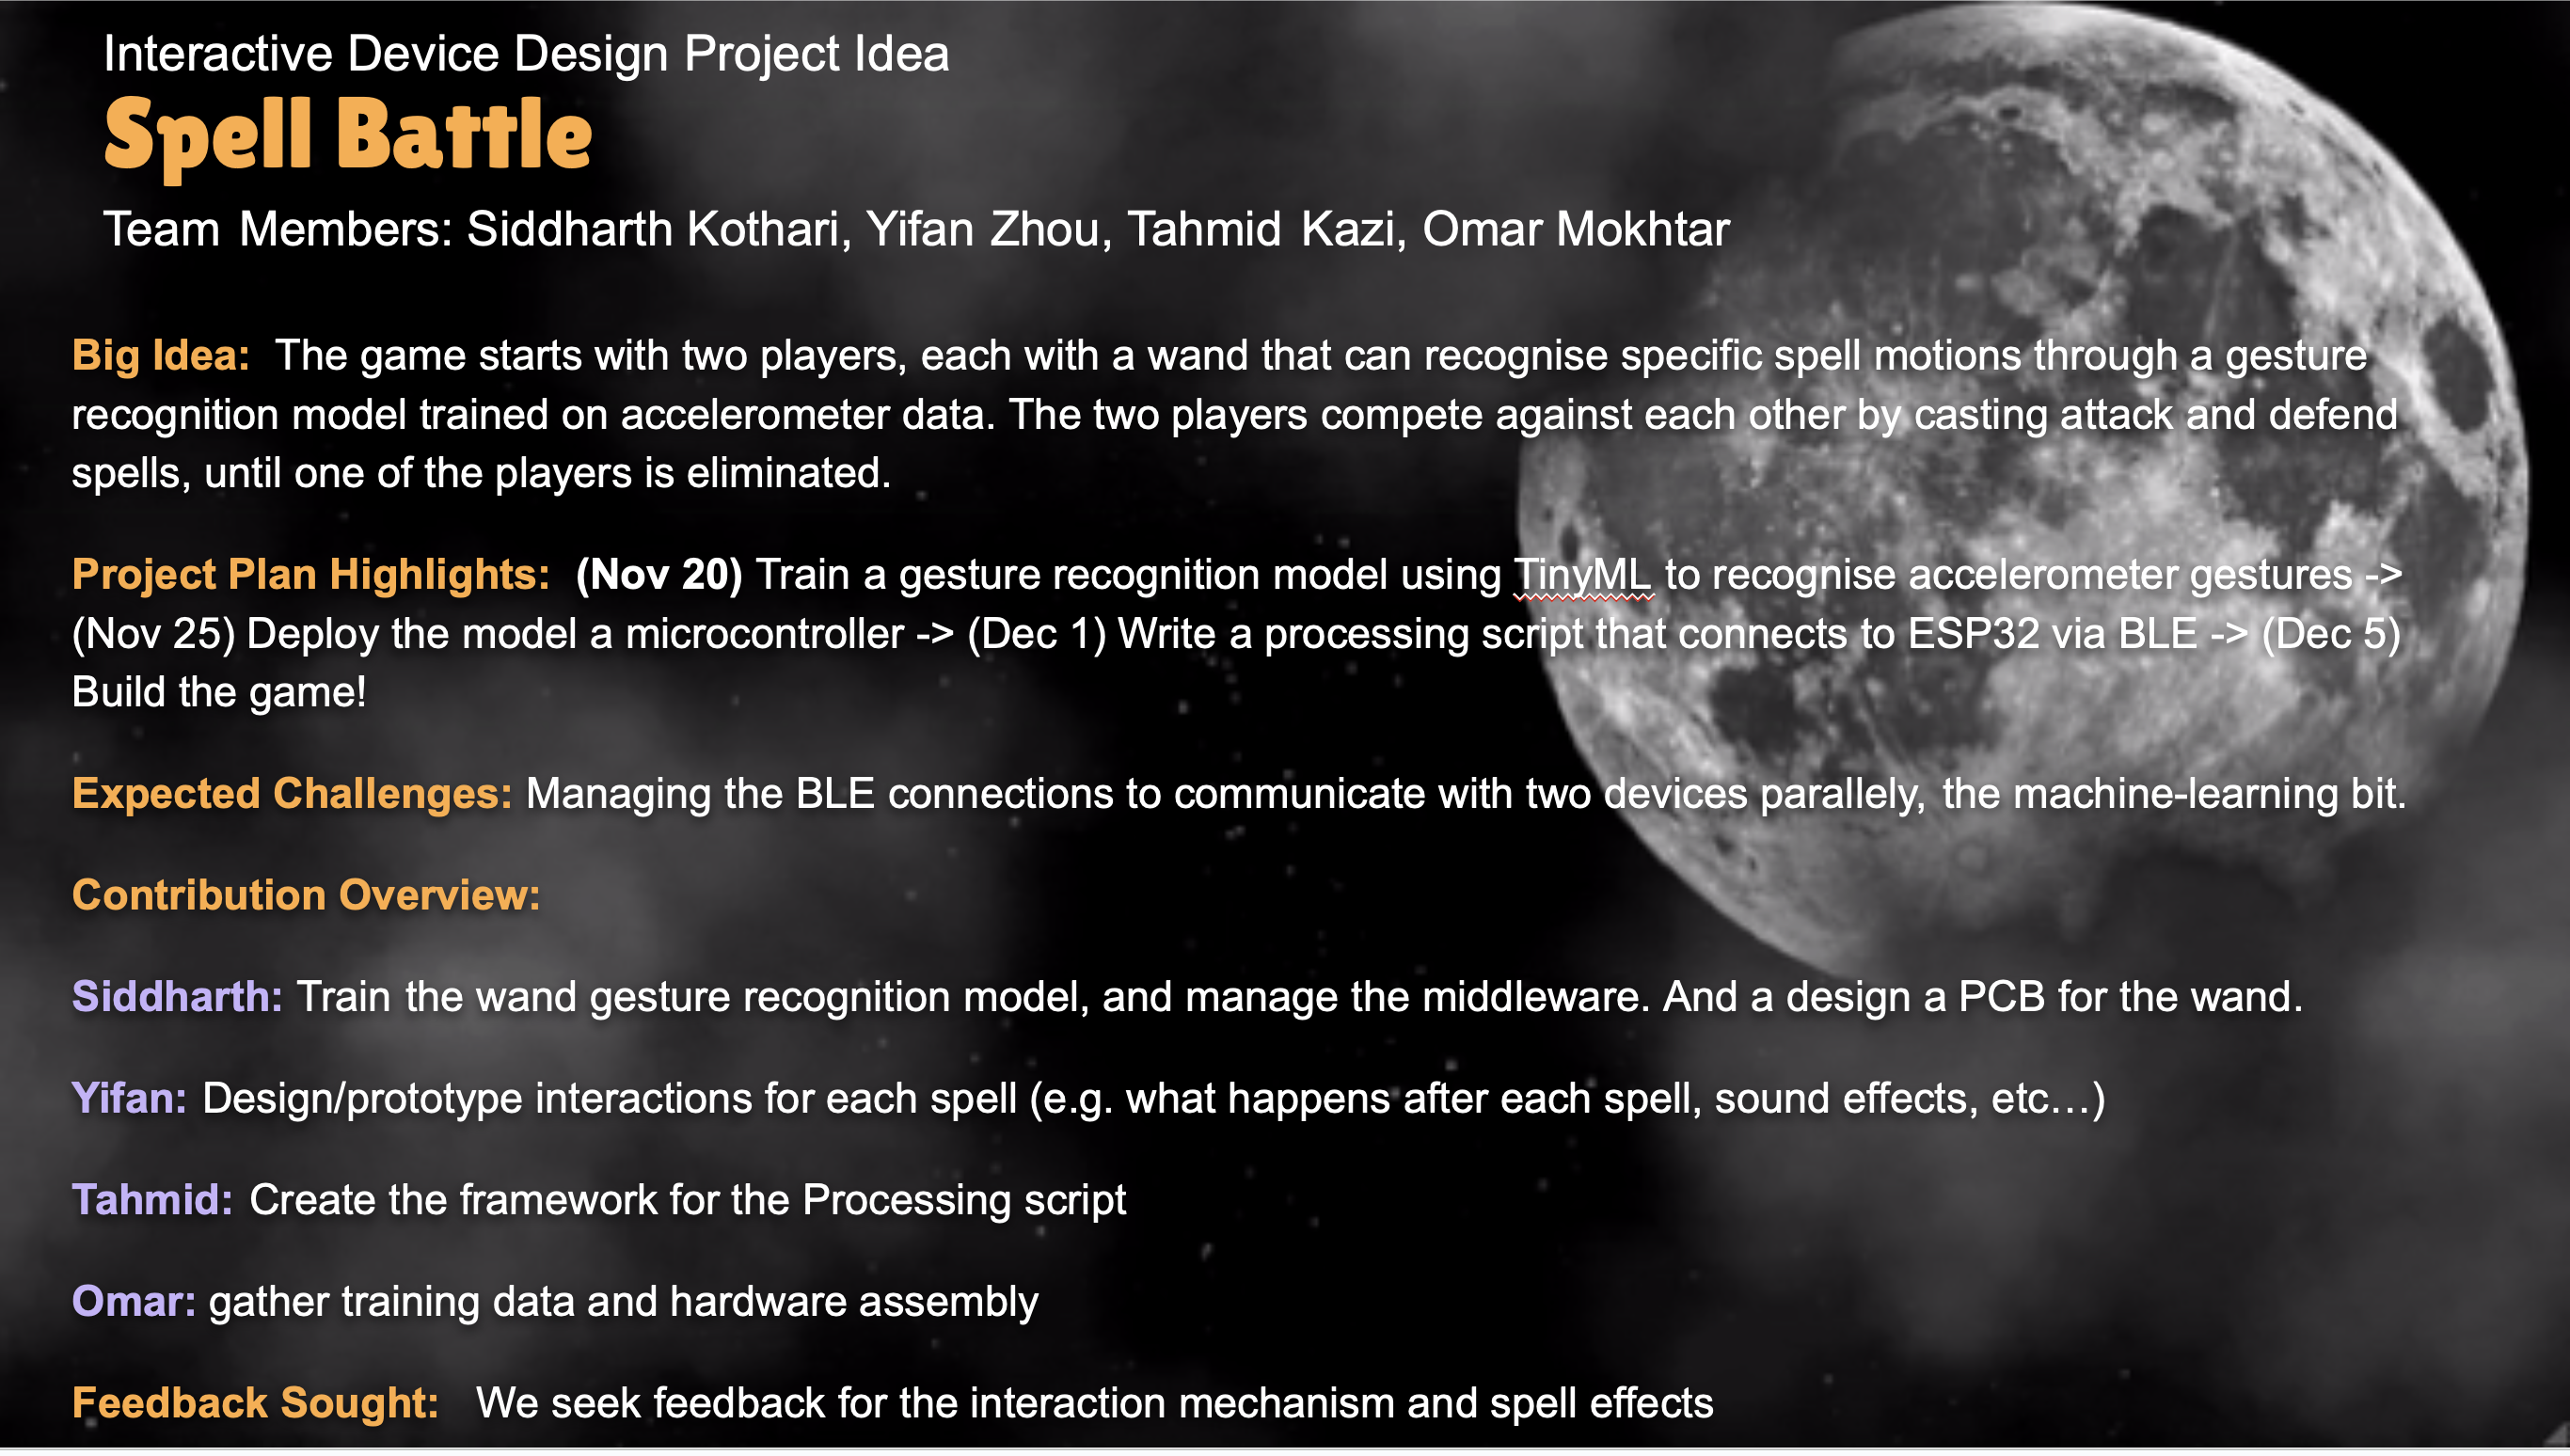 Interactive Device Design Project Idea
Spell Battle
Team Members: Siddharth Kothari, Yifan Zhou, Tahmid Kazi, Omar Mokhtar
Big Idea: The game starts with two players, each with a wand that can recognise specific spell motions through a gesture
recognition model trained on accelerometer data. The two players compete against each other by casting attack and defend
spells, until one of the players is eliminated.
Project Plan Highlights: (Nov 20) Train a gesture recognition model using TinyML to recognise accelerometer gestures ->
(Nov 25) Deploy the model a microcontroller -> (Dec 1) Write a processing script that connects to ESP32 via BLE -> (Dec 5)
Build the game!
Expected Challenges: Managing the BLE connections to communicate with two devices parallely, the machine-learning bit.
Contribution Overview:
Siddharth: Train the wand gesture recognition model, and manage the middleware. And a design a PCB for the wand.
Yifan: Design/prototype interactions for each spell (e.g. what happens after each spell, sound effects, etc…)
Tahmid: Create the framework for the Processing script
Omar: gather training data and hardware assembly
Feedback Sought: We seek feedback for the interaction mechanism and spell effects